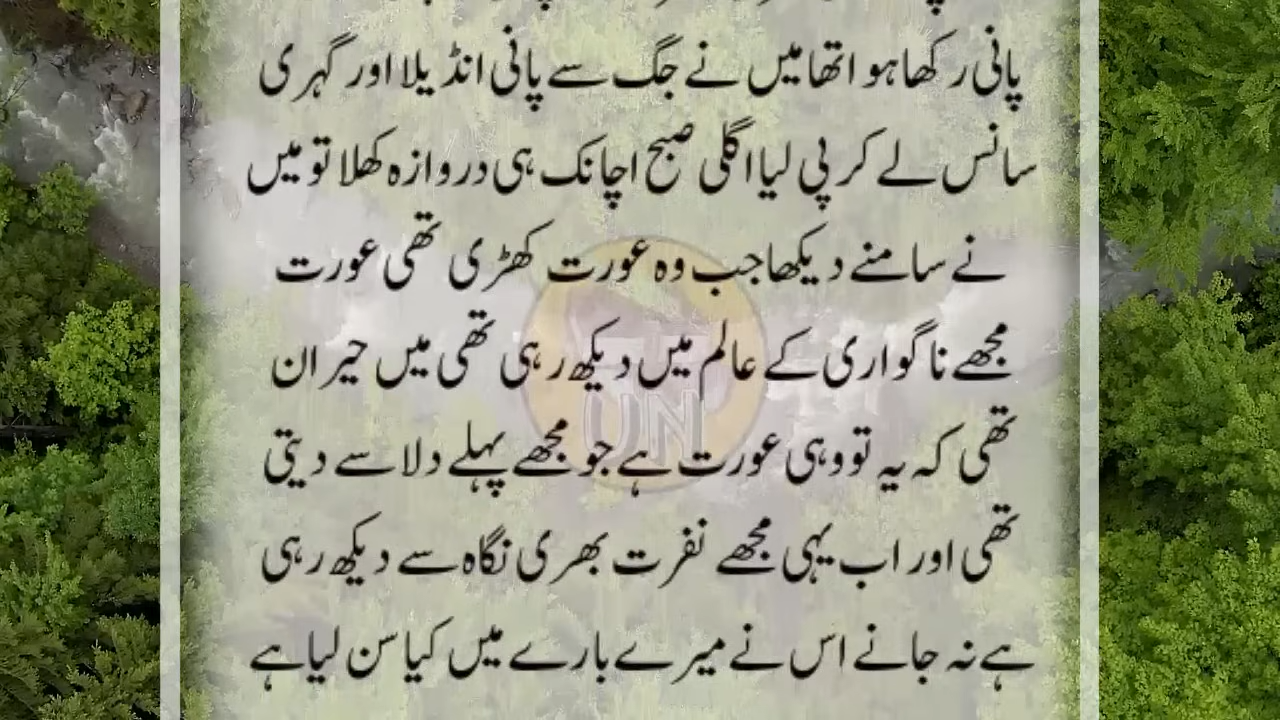 پانی رکھا ہوا تھا میں نے جگ سے پانی انڈیلا اور گہری
سانس لے کر پی لیا اگلی صبح اچانک ہی دروازہ کھلا تو میں
نے سامنے دیکھا جب وہ عورت کھڑی تھی عورت
مجھے ناگواری کے عالم میں دیکھ رہی تھی میں حیران
تھی کہ یہ تو وہی عورت ہے جو مجھے پہلے دلاسے دیتی
تھی اور اب یہی مجھے نفرت بھری نگاہ سے دیکھ رہی
ہے نہ جانے اس نے میرے بارے میں کیا سن لیا ہے
UN